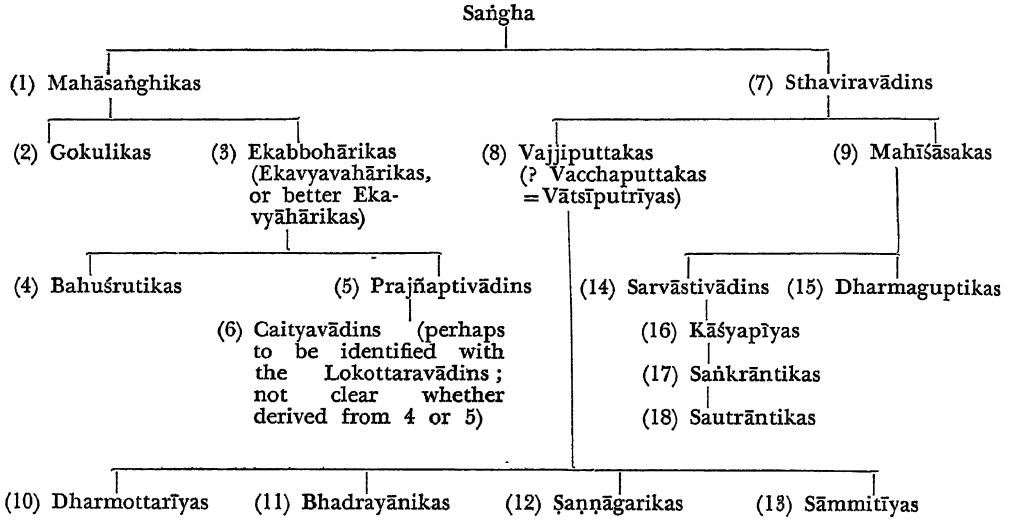 Saṅgha
(1) Mahāsaṅghikas (7) Sthaviravādins
(2) Gokulikas (3) Ekabbohārikas (8) Vajjiputtakas (9) Mahīśāsakas
(Ekavyavahārikas, (? Vacchaputtakas
or better Eka- =Vātsīputrīyas)
vyāhārikas)
(4) Bahuśrutikas (5) Prajñaptivādins (14) Sarvāstivādins (15) Dharmaguptikas
(6) Caityavādins (perhaps (16) Kāśyapīyas
to be identified with
the Lokottaravādins; (17) Saṅkrāntikas
not clear whether
derived from 4 or 5) (18) Sautrāntikas
(10) Dharmottarīyas (11) Bhadrayānikas (12) Ṣaṇṇāgarikas (13) Sāmmitīyas